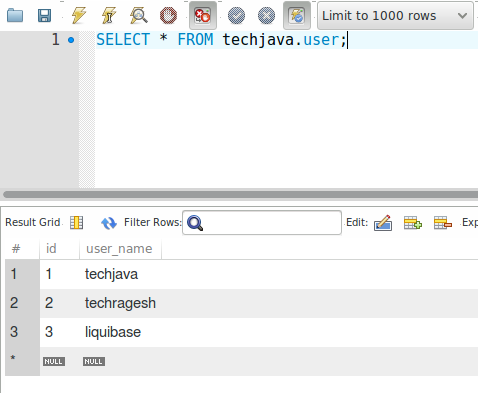 Limit to 1000 rows
1 SELECT * FROM techjava.user;
Result Grid Filter Rows: Edit: Exp
# id user_name
1 1 techjava
2 2 techragesh
3 3 liquibase
* NULL NULL